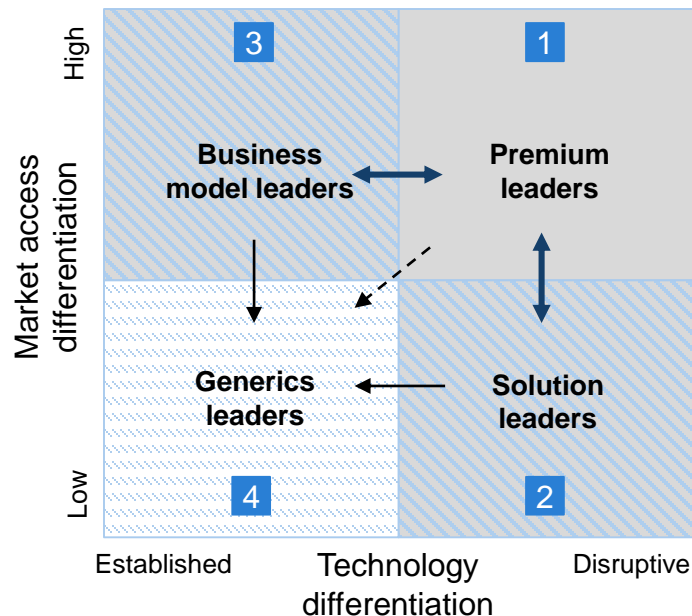 High
Market access
differentiation
Low
3
1
Business
model leaders
Premium
leaders
Generics
leaders
Solution
leaders
4
2
Established
Technology
differentiation
Disruptive